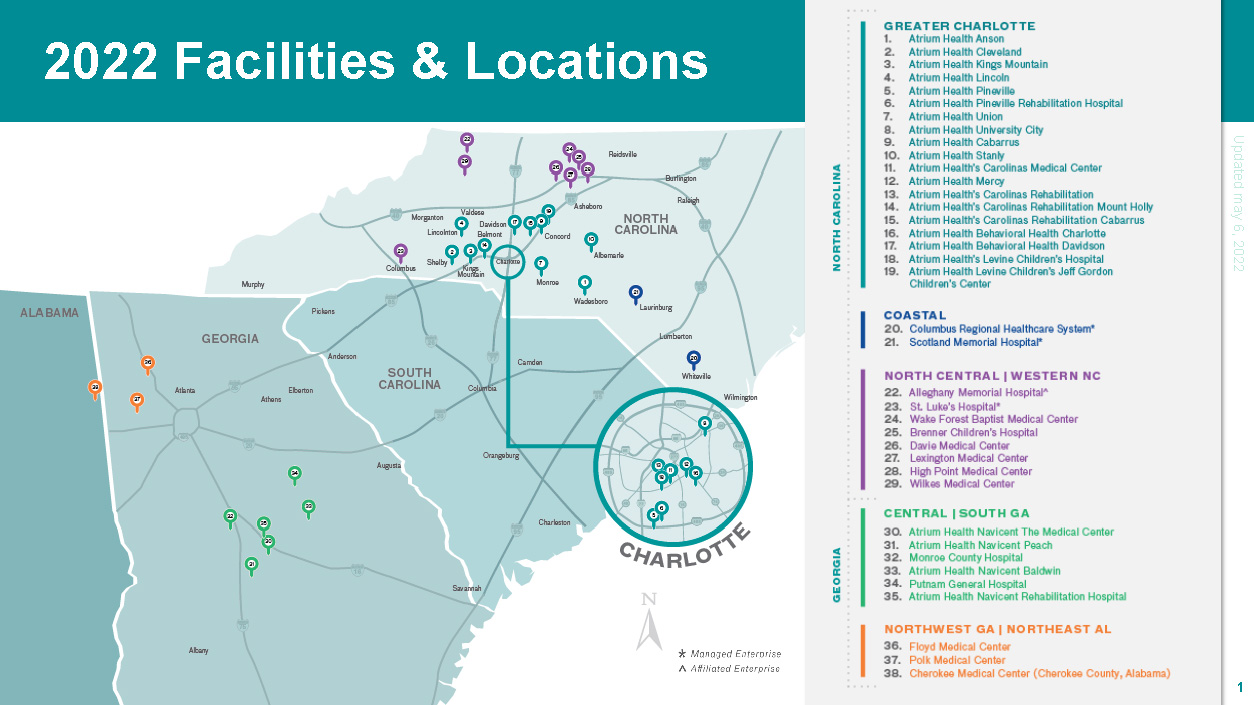 2022 Facilities & Locations
ALABAMA
GEORGIA
SOUTH
CAROLINA
NORTH
CAROLINA
Reidsville
Burlington
Raleigh
Asheboro
Valdese
Morganton
Davidson
Lincolnton
Belmont
Concord
Shelby
Kings
Mountain
Charlotte
Albemarle
Columbus
Monroe
Wadesboro
Laurinburg
Murphy
Pickens
Lumberton
Anderson
Camden
Whiteville
Atlanta
Elberton
Athens
Columbia
Wilmington
Orangeburg
Augusta
Charleston
Savannah
Albany
CHARLOTTE
N
* Managed Enterprise
^ Affiliated Enterprise
NORTH CAROLINA
GREATER CHARLOTTE
1. Atrium Health Anson
2. Atrium Health Cleveland
3. Atrium Health Kings Mountain
4. Atrium Health Lincoln
5. Atrium Health Pineville
6. Atrium Health Pineville Rehabilitation Hospital
7. Atrium Health Union
8. Atrium Health University City
9. Atrium Health Cabarrus
10. Atrium Health Stanly
11. Atrium Health's Carolinas Medical Center
12. Atrium Health Mercy
13. Atrium Health's Carolinas Rehabilitation
14. Atrium Health's Carolinas Rehabilitation Mount Holly
15. Atrium Health's Carolinas Rehabilitation Cabarrus
16. Atrium Health Behavioral Health Charlotte
17. Atrium Health Behavioral Health Davidson
18. Atrium Health's Levine Children's Hospital
19. Atrium Health Levine Children's Jeff Gordon
Children's Center
COASTAL
20. Columbus Regional Healthcare System*
21. Scotland Memorial Hospital*
NORTH CENTRAL | WESTERN NC
22. Alleghany Memorial Hospital^
23. St. Luke's Hospital*
24. Wake Forest Baptist Medical Center
25. Brenner Children's Hospital
26. Davie Medical Center
27. Lexington Medical Center
28. High Point Medical Center
29. Wilkes Medical Center
GEORGIA
CENTRAL | SOUTH GA
30. Atrium Health Navicent The Medical Center
31. Atrium Health Navicent Peach
32. Monroe County Hospital
33. Atrium Health Navicent Baldwin
34. Putnam General Hospital
35. Atrium Health Navicent Rehabilitation Hospital
NORTHWEST GA | NORTHEAST AL
36. Floyd Medical Center
37. Polk Medical Center
38. Cherokee Medical Center (Cherokee County, Alabama)
Updated may 6, 2022
1